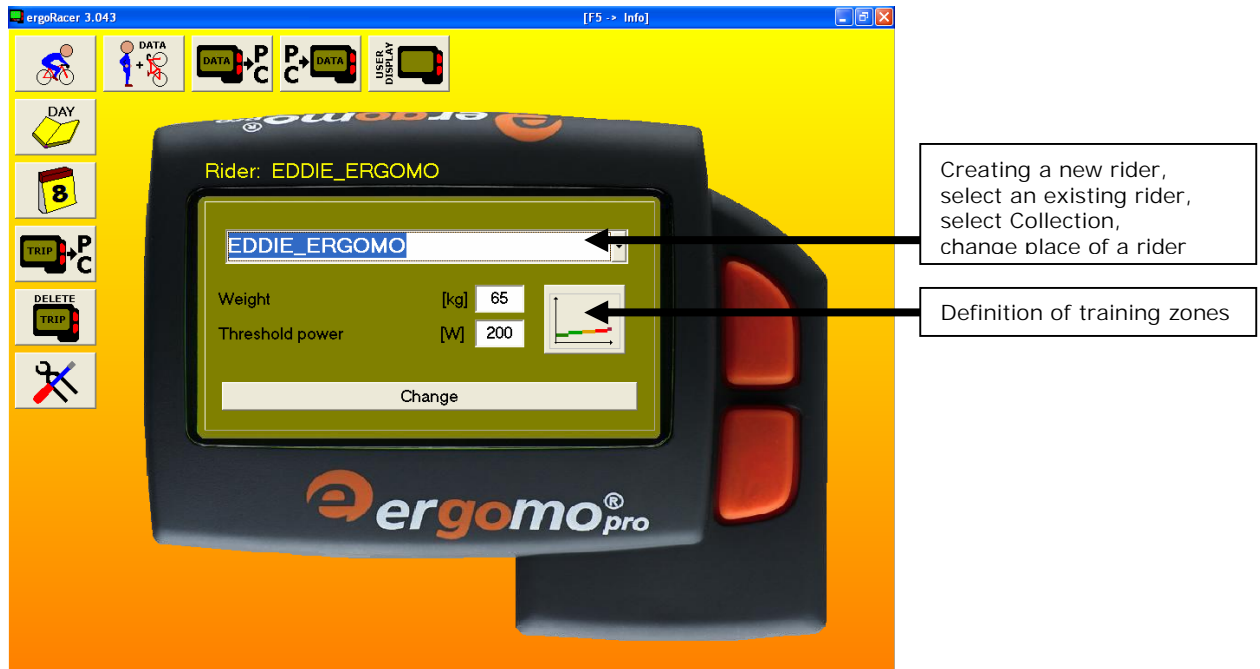 ergoRacer 3.043 [F5 -> Info]
DATA
+
DATA P C
P C DATA
USER DISPLAY
DAY
8
TRIP P C
DELETE
TRIP
ergomo
®
Rider: EDDIE_ERGOMO
EDDIE_ERGOMO
Weight [kg] 65
Threshold power [W] 200
Change
ergomo®pro
Creating a new rider,
select an existing rider,
select Collection,
change place of a rider
Definition of training zones